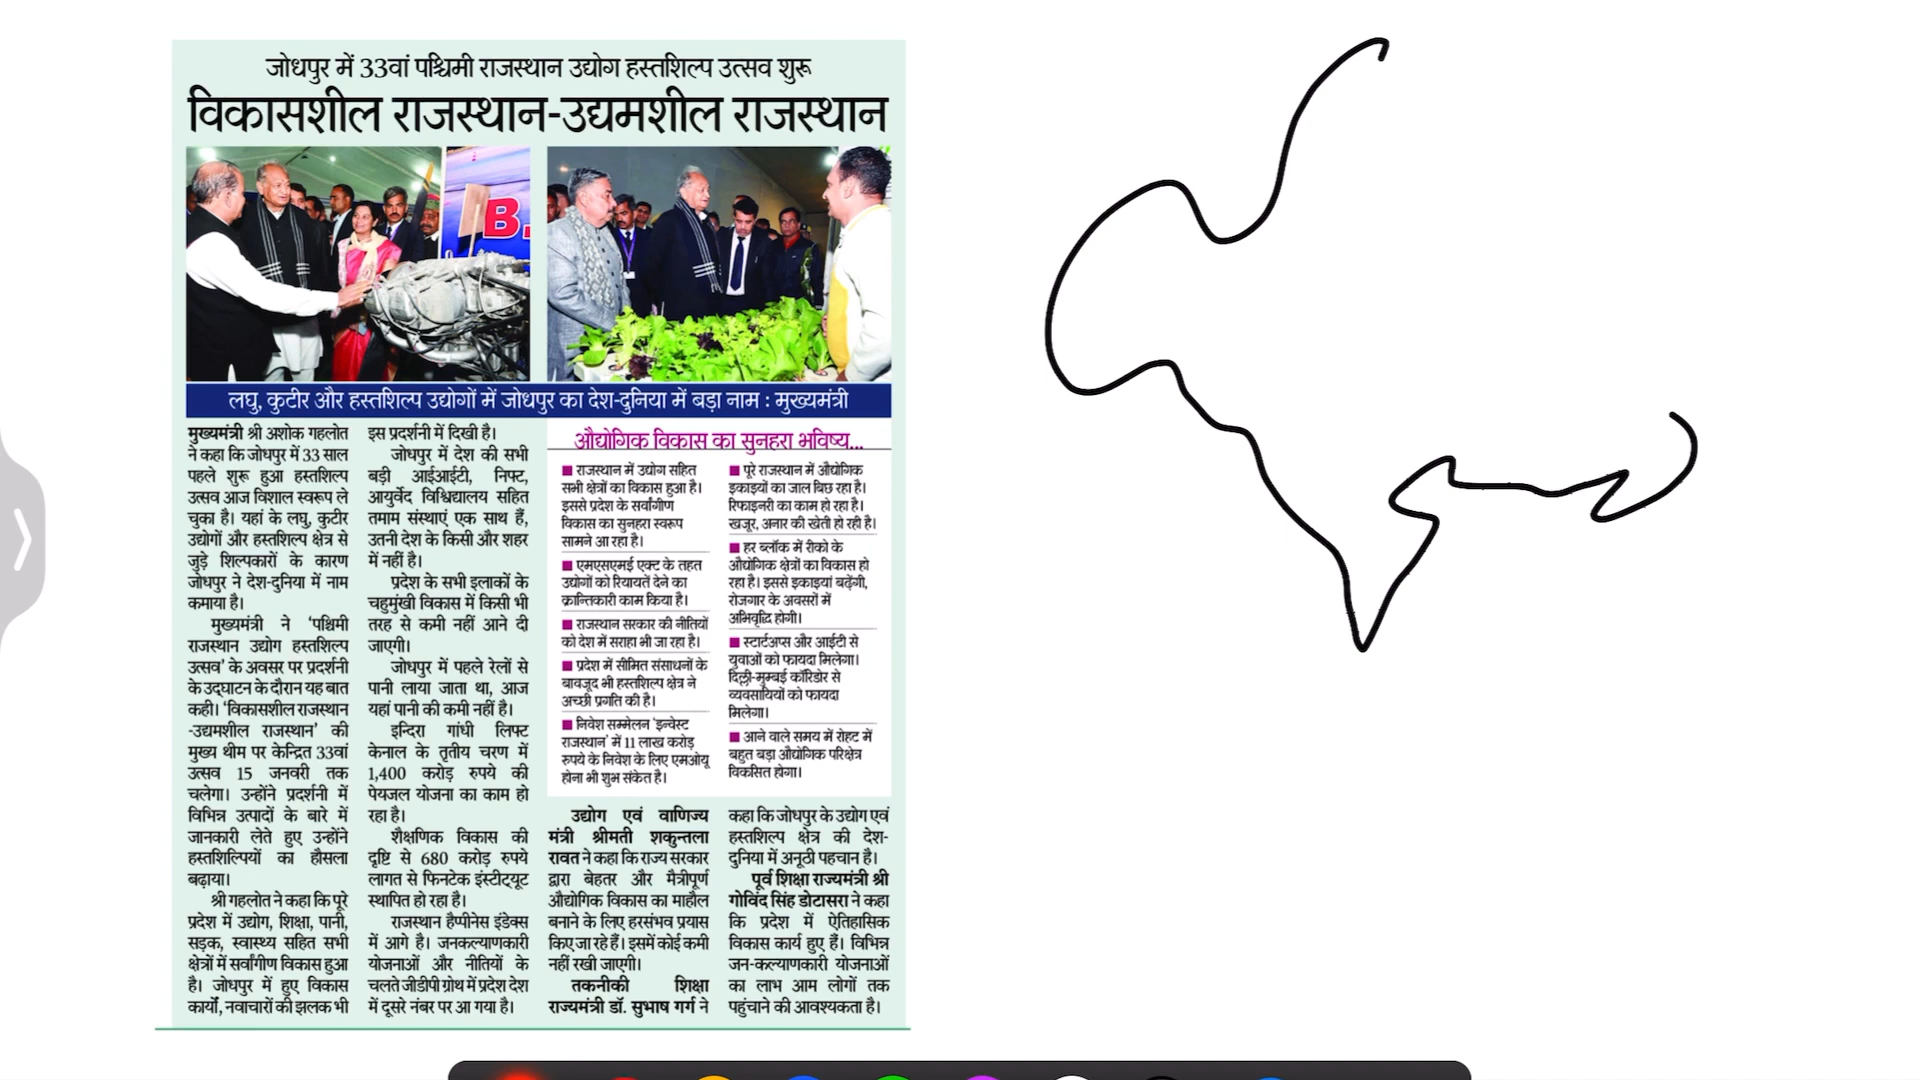 जोधपुर में 33वां पश्चिमी राजस्थान उद्योग हस्तशिल्प उत्सव शुरू
विकासशील राजस्थान-उद्यमशील राजस्थान
B.
लघु, कुटीर और हस्तशिल्प उद्योगों में जोधपुर का देश-दुनिया में बड़ा नाम : मुख्यमंत्री
मुख्यमंत्री श्री अशोक गहलोत
ने कहा कि जोधपुर में 33 साल
पहले शुरू हुआ हस्तशिल्प
उत्सव आज विशाल स्वरूप ले
चुका है। यहां के लघु, कुटीर
उद्योगों और हस्तशिल्प क्षेत्र से
जुड़े शिल्पकारों के कारण
जोधपुर ने देश-दुनिया में नाम
कमाया है।
मुख्यमंत्री ने 'पश्चिमी
राजस्थान उद्योग हस्तशिल्प
उत्सव' के अवसर पर प्रदर्शनी
के उद्घाटन के दौरान यह बात
कही। 'विकासशील राजस्थान
-उद्यमशील राजस्थान' की
मुख्य थीम पर केन्द्रित 33वां
उत्सव 15 जनवरी तक
चलेगा। उन्होंने प्रदर्शनी में
विभिन्न उत्पादों के बारे में
जानकारी लेते हुए उन्होंने
हस्तशिल्पियों का हौसला
बढ़ाया।
श्री गहलोत ने कहा कि पूरे
प्रदेश में उद्योग, शिक्षा, पानी,
सड़क, स्वास्थ्य सहित सभी
क्षेत्रों में सर्वांगीण विकास हुआ
है। जोधपुर में हुए विकास
कार्यों, नवाचारों की झलक भी
इस प्रदर्शनी में दिखी है।
जोधपुर में देश की सभी
बड़ी आईआईटी, निफ्ट,
आयुर्वेद विश्विद्यालय सहित
तमाम संस्थाएं एक साथ हैं,
उतनी देश के किसी और शहर
में नहीं है।
प्रदेश के सभी इलाकों के
चहुमुंखी विकास में किसी भी
तरह से कमी नहीं आने दी
जाएगी।
जोधपुर में पहले रेलों से
पानी लाया जाता था, आज
यहां पानी की कमी नहीं है।
इन्दिरा गांधी लिफ्ट
केनाल के तृतीय चरण में
1,400 करोड़ रुपये की
पेयजल योजना का काम हो
रहा है।
शैक्षणिक विकास की
दृष्टि से 680 करोड़ रुपये
लागत से फिनटेक इंस्टीट्यूट
स्थापित हो रहा है।
राजस्थान हैप्पीनेस इंडेक्स
में आगे है। जनकल्याणकारी
योजनाओं और नीतियों के
चलते जीडीपी ग्रोथ में प्रदेश देश
में दूसरे नंबर पर आ गया है।
औद्योगिक विकास का सुनहरा भविष्य...
■ राजस्थान में उद्योग सहित
सभी क्षेत्रों का विकास हुआ है।
इससे प्रदेश के सर्वांगीण
विकास का सुनहरा स्वरूप
सामने आ रहा है।
■ एमएसएमई एक्ट के तहत
उद्योगों को रियायतें देने का
क्रान्तिकारी काम किया है।
■ राजस्थान सरकार की नीतियों
को देश में सराहा भी जा रहा है।
■ प्रदेश में सीमित संसाधनों के
बावजूद भी हस्तशिल्प क्षेत्र ने
अच्छी प्रगति की है।
■ निवेश सम्मेलन 'इन्वेस्ट
राजस्थान' में 11 लाख करोड़
रुपये के निवेश के लिए एमओयू
होना भी शुभ संकेत है।
■ पूरे राजस्थान में औद्योगिक
इकाइयों का जाल बिछ रहा है।
रिफाइनरी का काम हो रहा है।
खजूर, अनार की खेती हो रही है।
■ हर ब्लॉक में रीको के
औद्योगिक क्षेत्रों का विकास हो
रहा है। इससे इकाइयां बढ़ेंगी,
रोजगार के अवसरों में
अभिवृद्धि होगी।
■ स्टार्टअप्स और आईटी से
युवाओं को फायदा मिलेगा।
दिल्ली-मुम्बई कॉरिडोर से
व्यवसायियों को फायदा
मिलेगा।
■ आने वाले समय में रोहट में
बहुत बड़ा औद्योगिक परिक्षेत्र
विकसित होगा।
उद्योग एवं वाणिज्य
मंत्री श्रीमती शकुन्तला
रावत ने कहा कि राज्य सरकार
द्वारा बेहतर और मैत्रीपूर्ण
औद्योगिक विकास का माहौल
बनाने के लिए हरसंभव प्रयास
किए जा रहे हैं। इसमें कोई कमी
नहीं रखी जाएगी।
तकनीकी शिक्षा
राज्यमंत्री डॉ. सुभाष गर्ग ने
कहा कि जोधपुर के उद्योग एवं
हस्तशिल्प क्षेत्र की देश-
दुनिया में अनूठी पहचान है।
पूर्व शिक्षा राज्यमंत्री श्री
गोविंद सिंह डोटासरा ने कहा
कि प्रदेश में ऐतिहासिक
विकास कार्य हुए हैं। विभिन्न
जन-कल्याणकारी योजनाओं
का लाभ आम लोगों तक
पहुंचाने की आवश्यकता है।